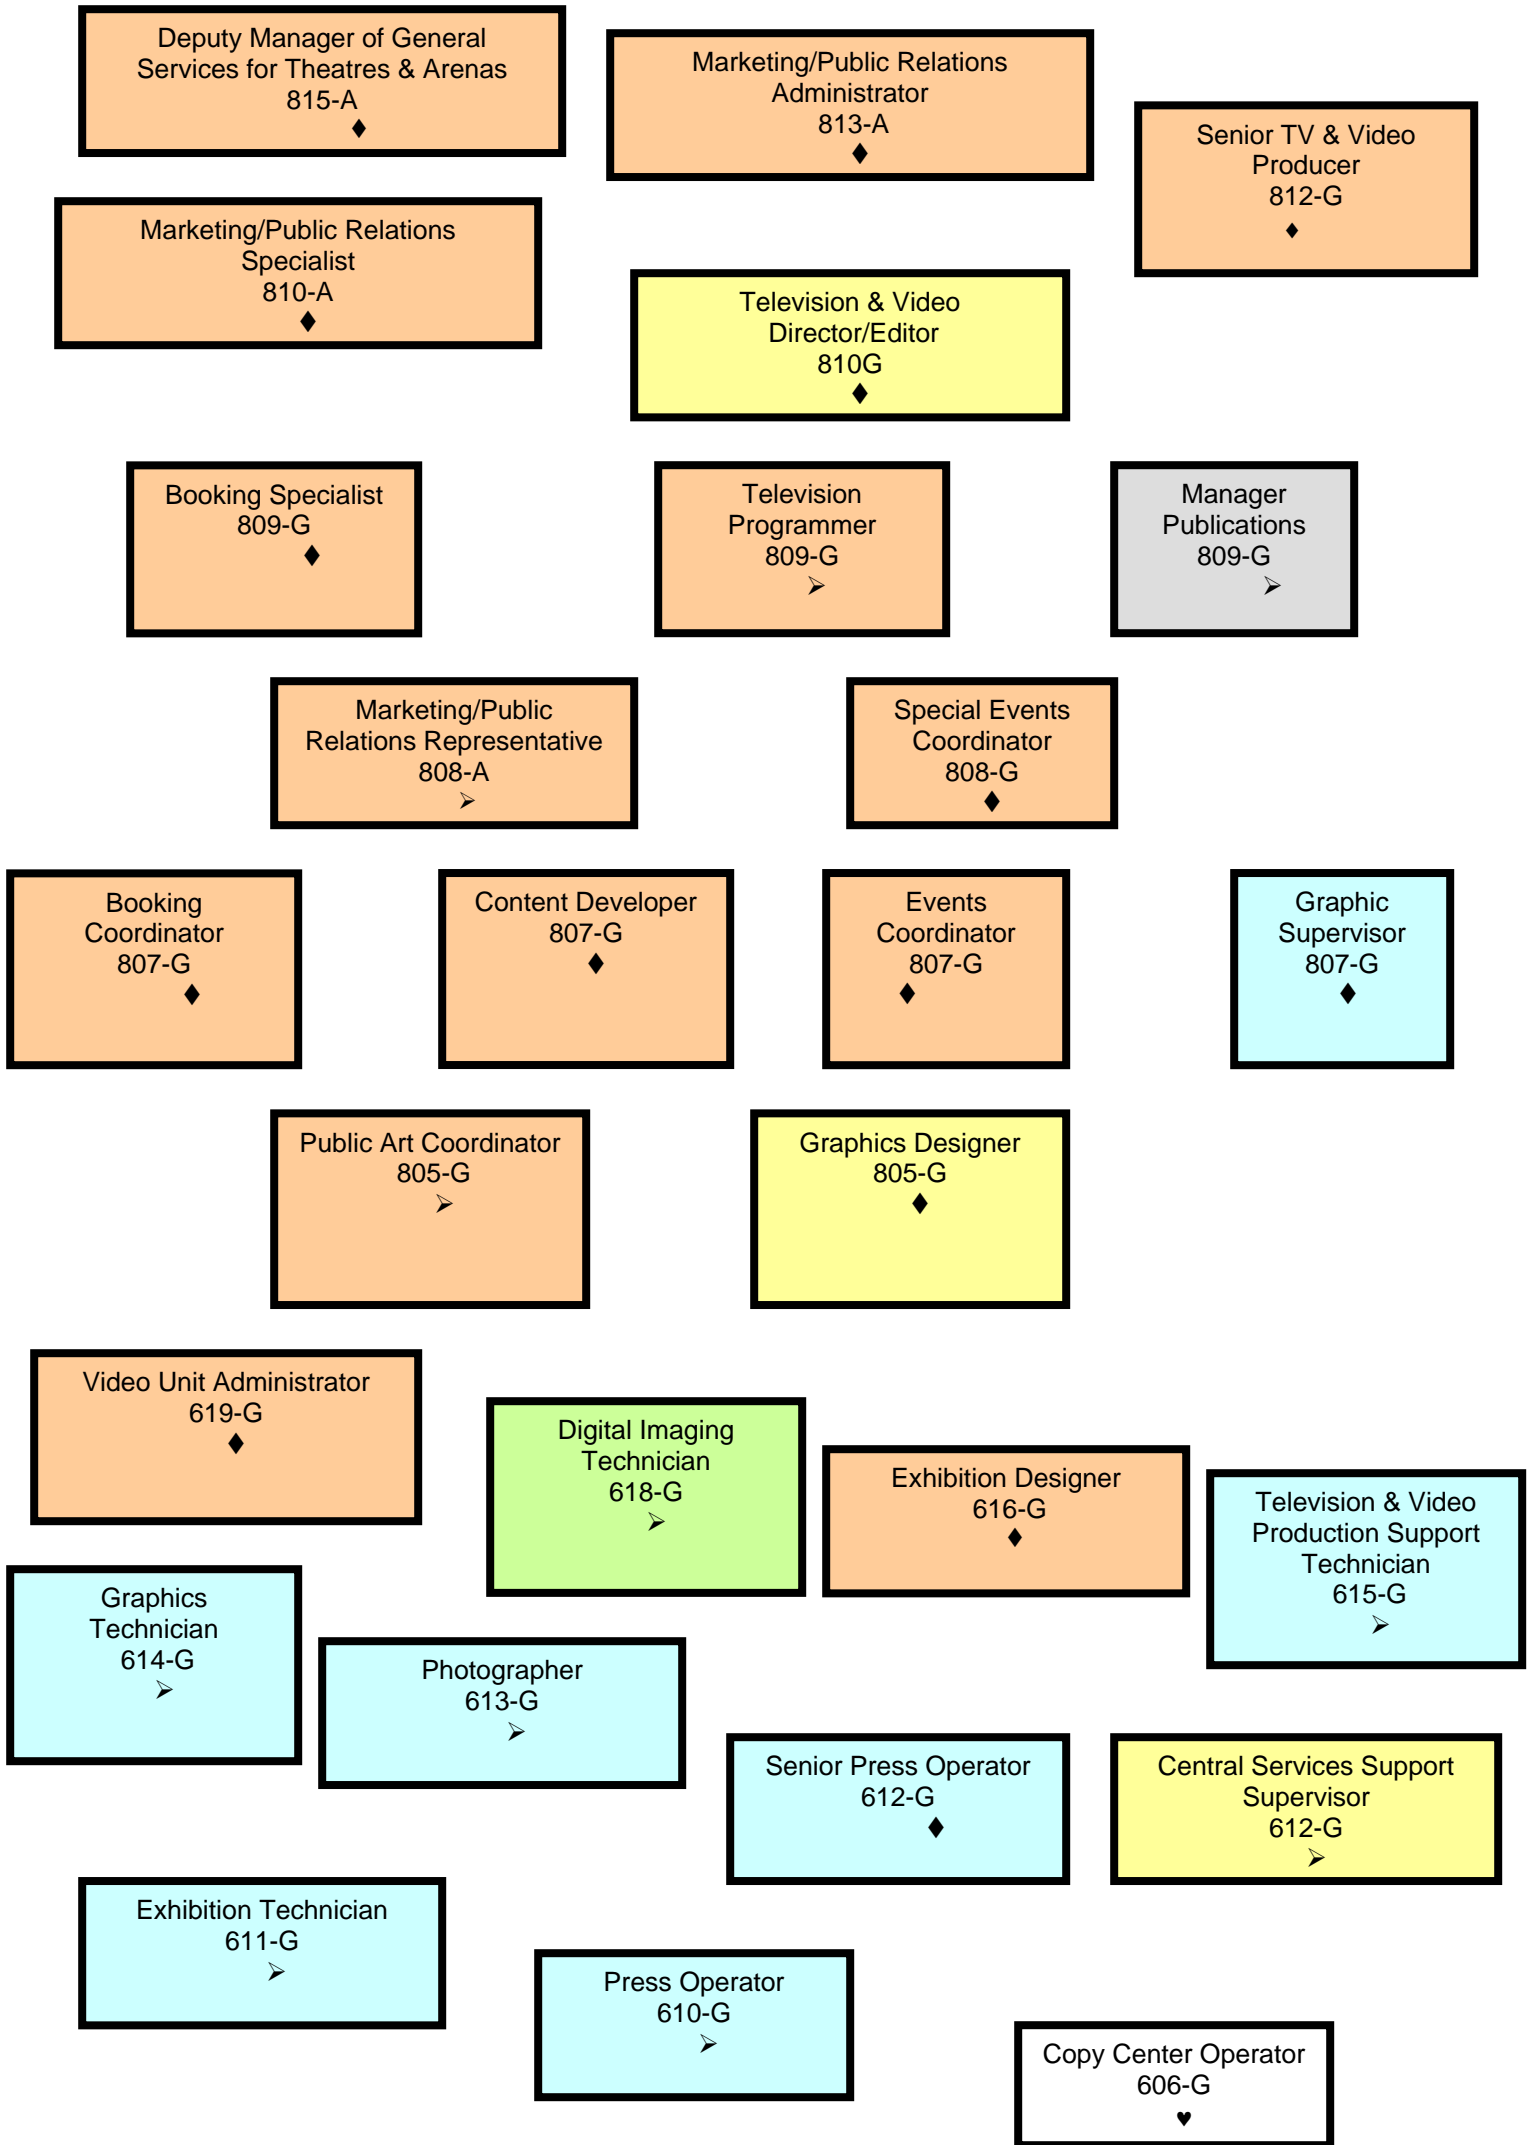 Deputy Manager of General
Services for Theatres & Arenas
815-A
♦
Marketing/Public Relations
Administrator
813-A
♦
Senior TV & Video
Producer
812-G
♦
Marketing/Public Relations
Specialist
810-A
♦
Television & Video
Director/Editor
810G
♦
Booking Specialist
809-G
♦
Television
Programmer
809-G
➢
Manager
Publications
809-G
➢
Marketing/Public
Relations Representative
808-A
➢
Special Events
Coordinator
808-G
♦
Booking
Coordinator
807-G
♦
Content Developer
807-G
♦
Events
Coordinator
807-G
♦
Graphic
Supervisor
807-G
♦
Public Art Coordinator
805-G
➢
Graphics Designer
805-G
♦
Video Unit Administrator
619-G
♦
Digital Imaging
Technician
618-G
➢
Exhibition Designer
616-G
♦
Television & Video
Production Support
Technician
615-G
➢
Graphics
Technician
614-G
➢
Photographer
613-G
➢
Senior Press Operator
612-G
♦
Central Services Support
Supervisor
612-G
➢
Exhibition Technician
611-G
➢
Press Operator
610-G
➢
Copy Center Operator
606-G
♥